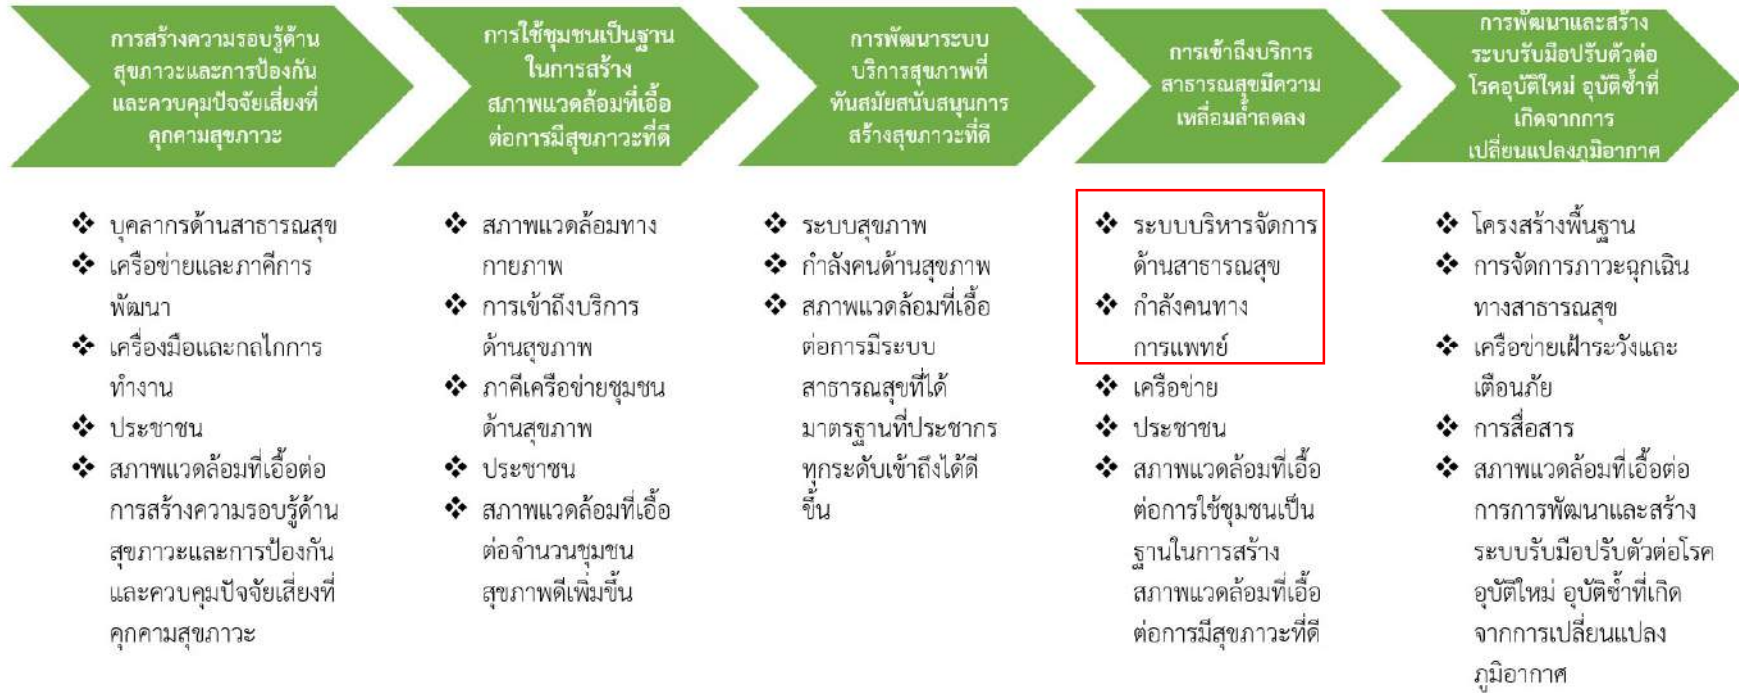 การสร้างความรอบรู้ด้าน
สุขภาวะและการป้องกัน
และควบคุมปัจจัยเสี่ยงที่
คุกคามสุขภาวะ
การใช้ชุมชนเป็นฐาน
ในการสร้าง
สภาพแวดล้อมที่เอื้อ
ต่อการมีสุขภาวะที่ดี
การพัฒนาระบบ
บริการสุขภาพที่
ทันสมัยสนับสนุนการ
สร้างสุขภาวะที่ดี
การเข้าถึงบริการ
สาธารณสุขมีความ
เหลื่อมล้ำลดลง
การพัฒนาและสร้าง
ระบบรับมือปรับตัวต่อ
โรคอุบัติใหม่ อุบัติซ้ำที่
เกิดจากการ
เปลี่ยนแปลงภูมิอากาศ
❖ บุคลากรด้านสาธารณสุข
❖ เครือข่ายและภาคีการ
พัฒนา
❖ เครื่องมือและกลไกการ
ทำงาน
❖ ประชาชน
❖ สภาพแวดล้อมที่เอื้อต่อ
การสร้างความรอบรู้ด้าน
สุขภาวะและการป้องกัน
และควบคุมปัจจัยเสี่ยงที่
คุกคามสุขภาวะ
❖ สภาพแวดล้อมทาง
กายภาพ
❖ การเข้าถึงบริการ
ด้านสุขภาพ
❖ ภาคีเครือข่ายชุมชน
ด้านสุขภาพ
❖ ประชาชน
❖ สภาพแวดล้อมที่เอื้อ
ต่อจำนวนชุมชน
สุขภาพดีเพิ่มขึ้น
❖ ระบบสุขภาพ
❖ กำลังคนด้านสุขภาพ
❖ สภาพแวดล้อมที่เอื้อ
ต่อการมีระบบ
สาธารณสุขที่ได้
มาตรฐานที่ประชากร
ทุกระดับเข้าถึงได้ดี
ขึ้น
❖ ระบบบริหารจัดการ
ด้านสาธารณสุข
❖ กำลังคนทาง
การแพทย์
❖ เครือข่าย
❖ ประชาชน
❖ สภาพแวดล้อมที่เอื้อ
ต่อการใช้ชุมชนเป็น
ฐานในการสร้าง
สภาพแวดล้อมที่เอื้อ
ต่อการมีสุขภาวะที่ดี
❖ โครงสร้างพื้นฐาน
❖ การจัดการภาวะฉุกเฉิน
ทางสาธารณสุข
❖ เครือข่ายเฝ้าระวังและ
เตือนภัย
❖ การสื่อสาร
❖ สภาพแวดล้อมที่เอื้อต่อ
การการพัฒนาและสร้าง
ระบบรับมือปรับตัวต่อโรค
อุบัติใหม่ อุบัติซ้ำที่เกิด
จากการเปลี่ยนแปลง
ภูมิอากาศ